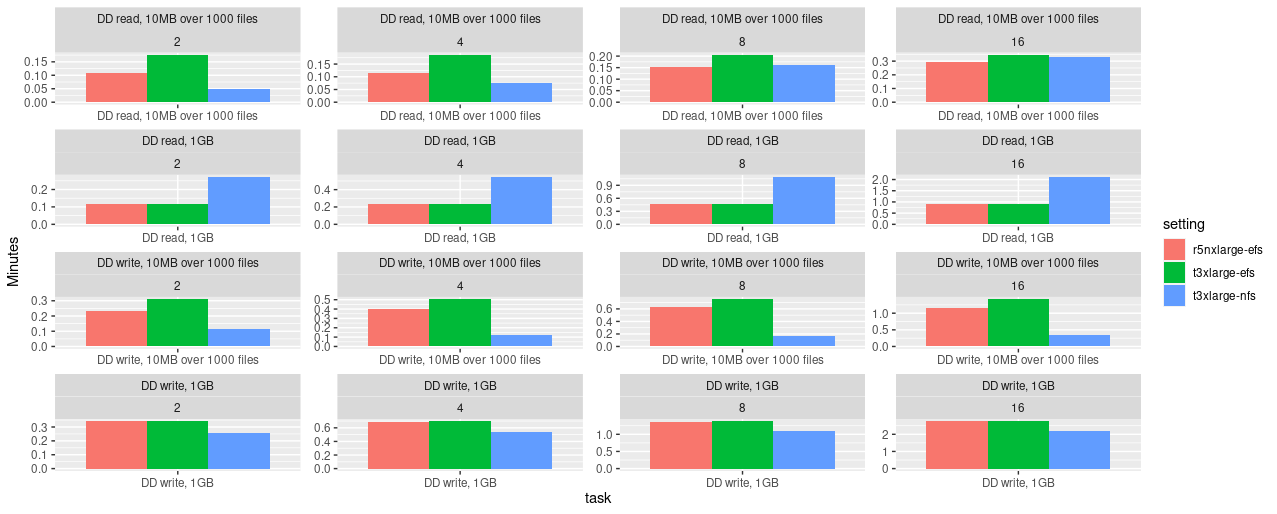 DD read, 10MB over 1000 files
DD read, 10MB over 1000 files
DD read, 10MB over 1000 files
DD read, 10MB over 1000 files
2
4
8
16
0.15
0.10
0.05
0.00
0.15
0.10
0.05
0.00
0.20
0.15
0.10
0.05
0.00
0.3
0.2
0.1
0.0
DD read, 10MB over 1000 files
DD read, 10MB over 1000 files
DD read, 10MB over 1000 files
DD read, 10MB over 1000 files
DD read, 1GB
DD read, 1GB
DD read, 1GB
DD read, 1GB
2
4
8
16
0.2
0.1
0.0
0.4
0.2
0.0
0.9
0.6
0.3
0.0
2.0
1.5
1.0
0.5
0.0
DD read, 1GB
DD read, 1GB
DD read, 1GB
DD read, 1GB
DD write, 10MB over 1000 files
DD write, 10MB over 1000 files
DD write, 10MB over 1000 files
DD write, 10MB over 1000 files
2
4
8
16
0.3
0.2
0.1
0.0
0.5
0.4
0.3
0.2
0.1
0.0
0.6
0.4
0.2
0.0
1.0
0.5
0.0
DD write, 10MB over 1000 files
DD write, 10MB over 1000 files
DD write, 10MB over 1000 files
DD write, 10MB over 1000 files
DD write, 1GB
DD write, 1GB
DD write, 1GB
DD write, 1GB
2
4
8
16
0.3
0.2
0.1
0.0
0.6
0.4
0.2
0.0
1.0
0.5
0.0
2
1
0
DD write, 1GB
DD write, 1GB
DD write, 1GB
DD write, 1GB
task
Minutes
setting
r5nxlarge-efs
t3xlarge-efs
t3xlarge-nfs